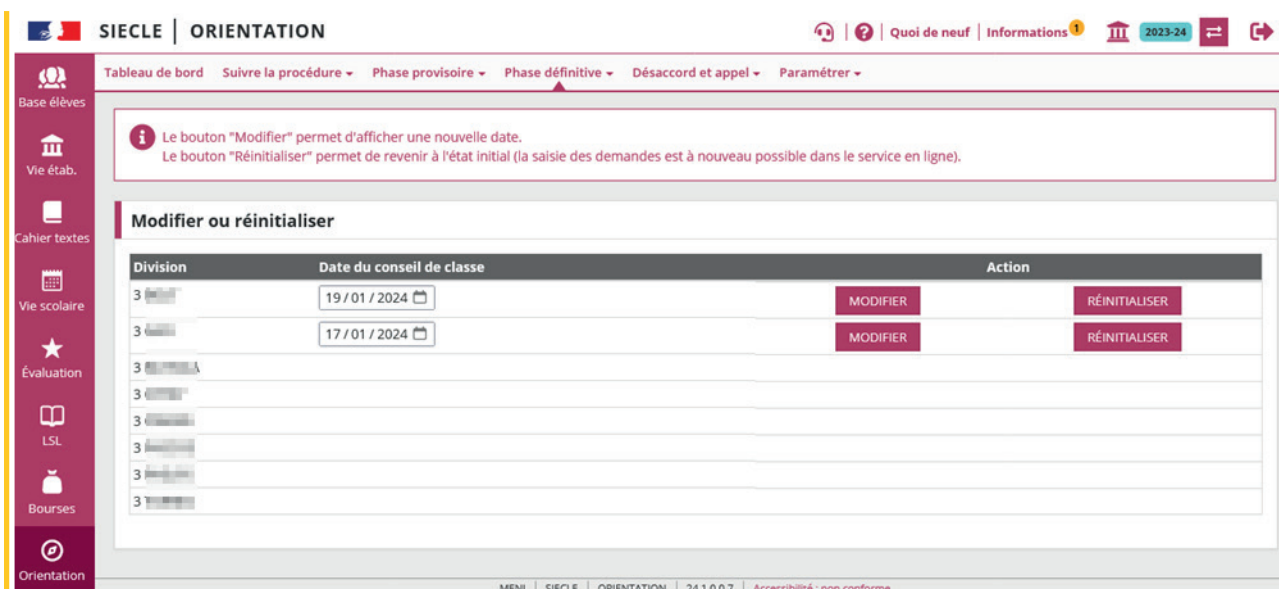 SIECLE | ORIENTATION
Quoi de neuf | Informations 1 2023-24
Tableau de bord Suivre la procédure Phase provisoire Phase définitive Désaccord et appel Paramétrer
Base élèves
Vie étab.
Cahier textes
Vie scolaire
Évaluation
LSL
Bourses
Orientation
Le bouton "Modifier" permet d'afficher une nouvelle date.
Le bouton "Réinitialiser" permet de revenir à l'état initial (la saisie des demandes est à nouveau possible dans le service en ligne).
Modifier ou réinitialiser
Division Date du conseil de classe Action
3 19 / 01 / 2024 MODIFIER RÉINITIALISER
3 17 / 01 / 2024 MODIFIER RÉINITIALISER
3
3
3
3
3
3
MENJ | SIECLE | ORIENTATION | 24.1.0.0.7 | Accessibilité : non conforme